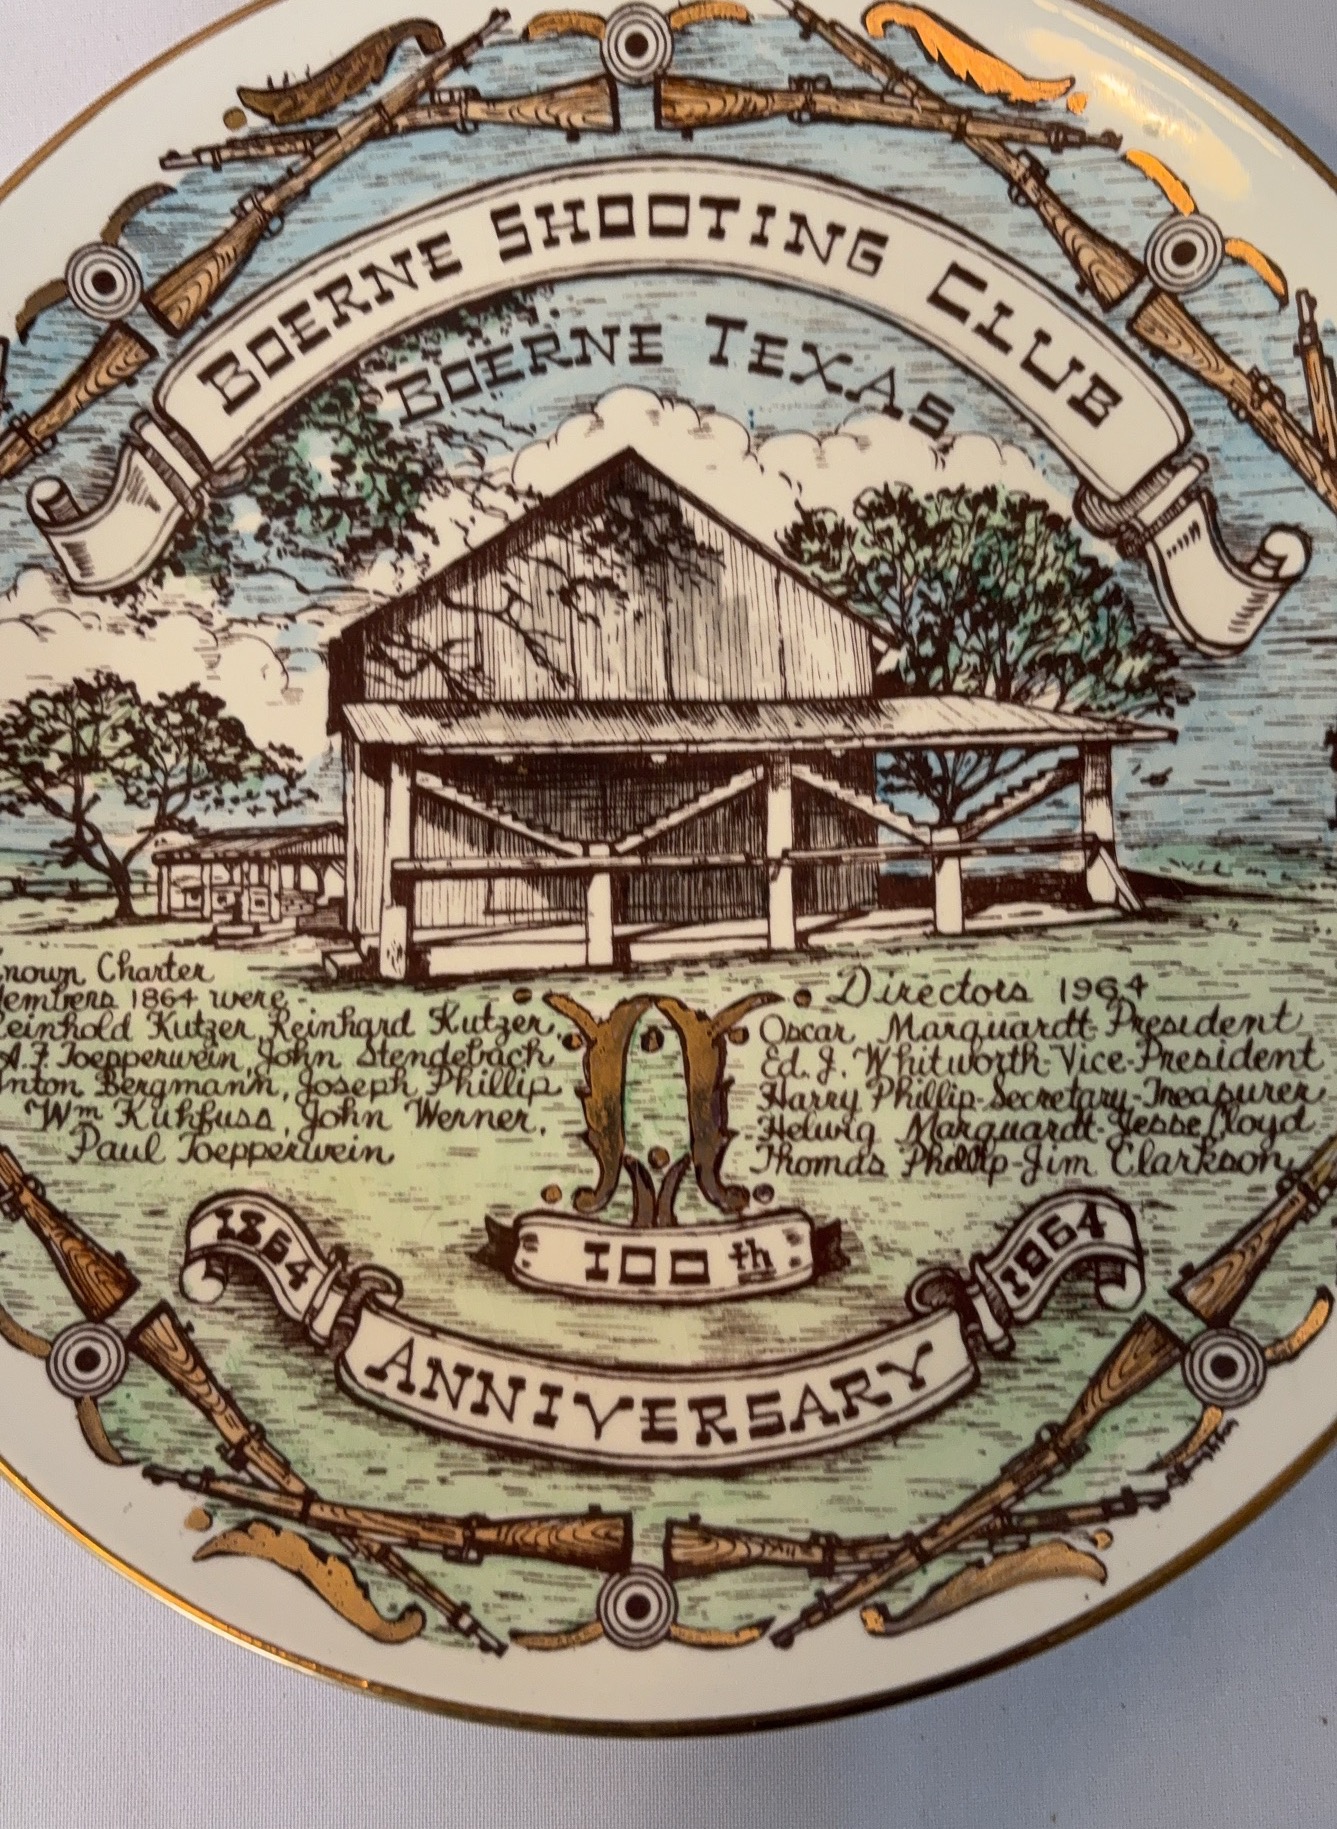 BOERNE SHOOTING CLUB
BOERNE TEXAS
nown Charter
embers 1864 were-
einhold Kutzer, Reinhard Kutzer,
A.F. Toepperwein, John Stendebach
nton Bergmann, Joseph Phillip
Wm Kuhfuss, John Werner,
Paul Toepperwein,
Directors 1964
Oscar Marquardt-President
Ed. J. Whitworth-Vice-President
Harry Phillip-Secretary-Treasurer
Helwig Marquardt-Jesse Lloyd
Thomas Phillip-Jim Clarkson,
100th
1864
1964
ANNIVERSARY